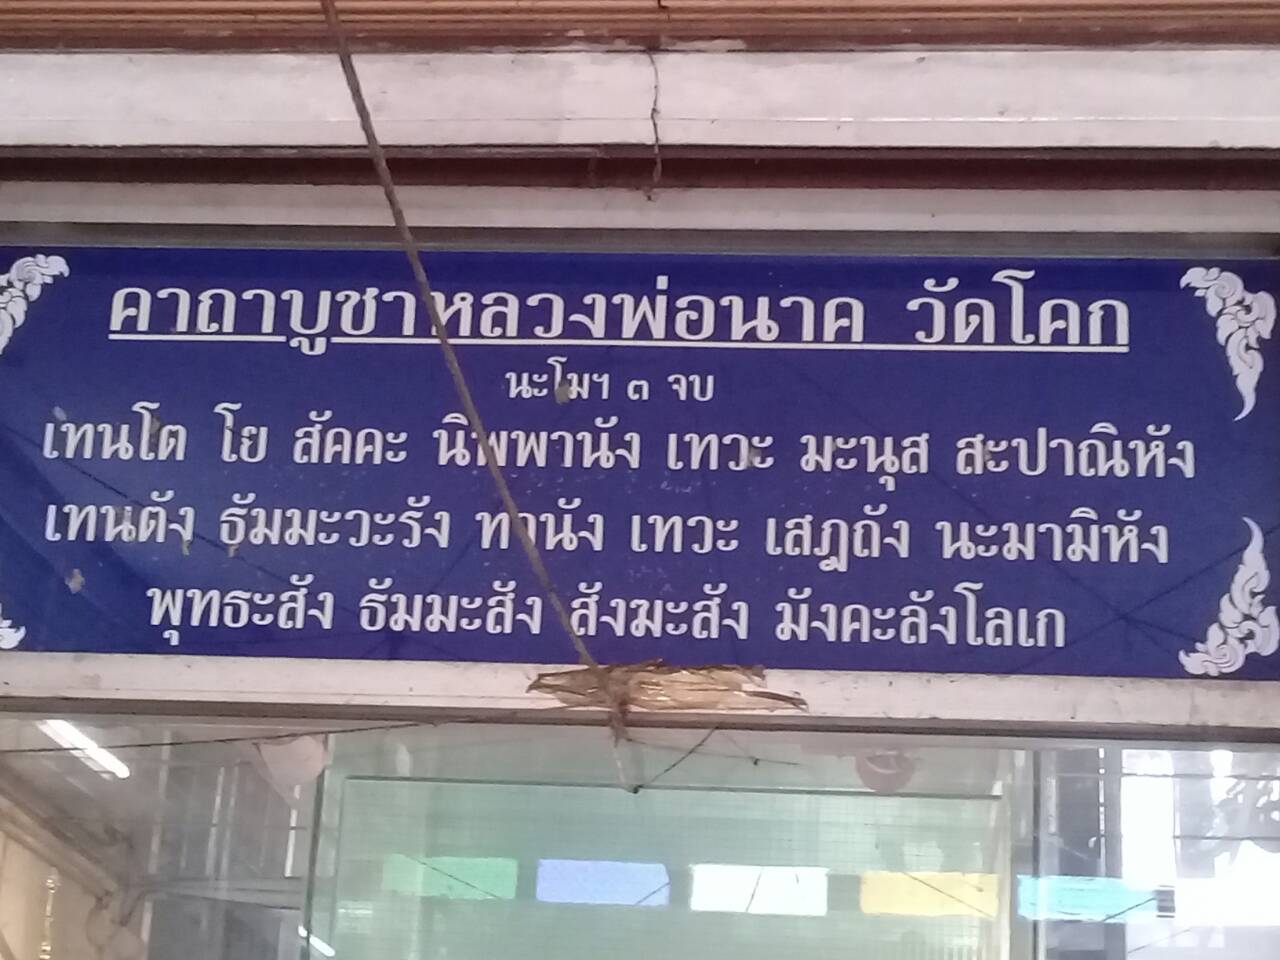 คาถาบูชาหลวงพ่อนาค วัดโคก
นะโมฯ ๓ จบ
เทนโต โย สัคคะ นิพพานัง เทวะ มะนุส สะปาณิหัง
เทนตัง ธัมมะวะรัง ทานัง เทวะ เสฎถัง นะมามิหัง
พุทธะสัง ธัมมะสัง สังฆะสัง มังคะลังโลเก